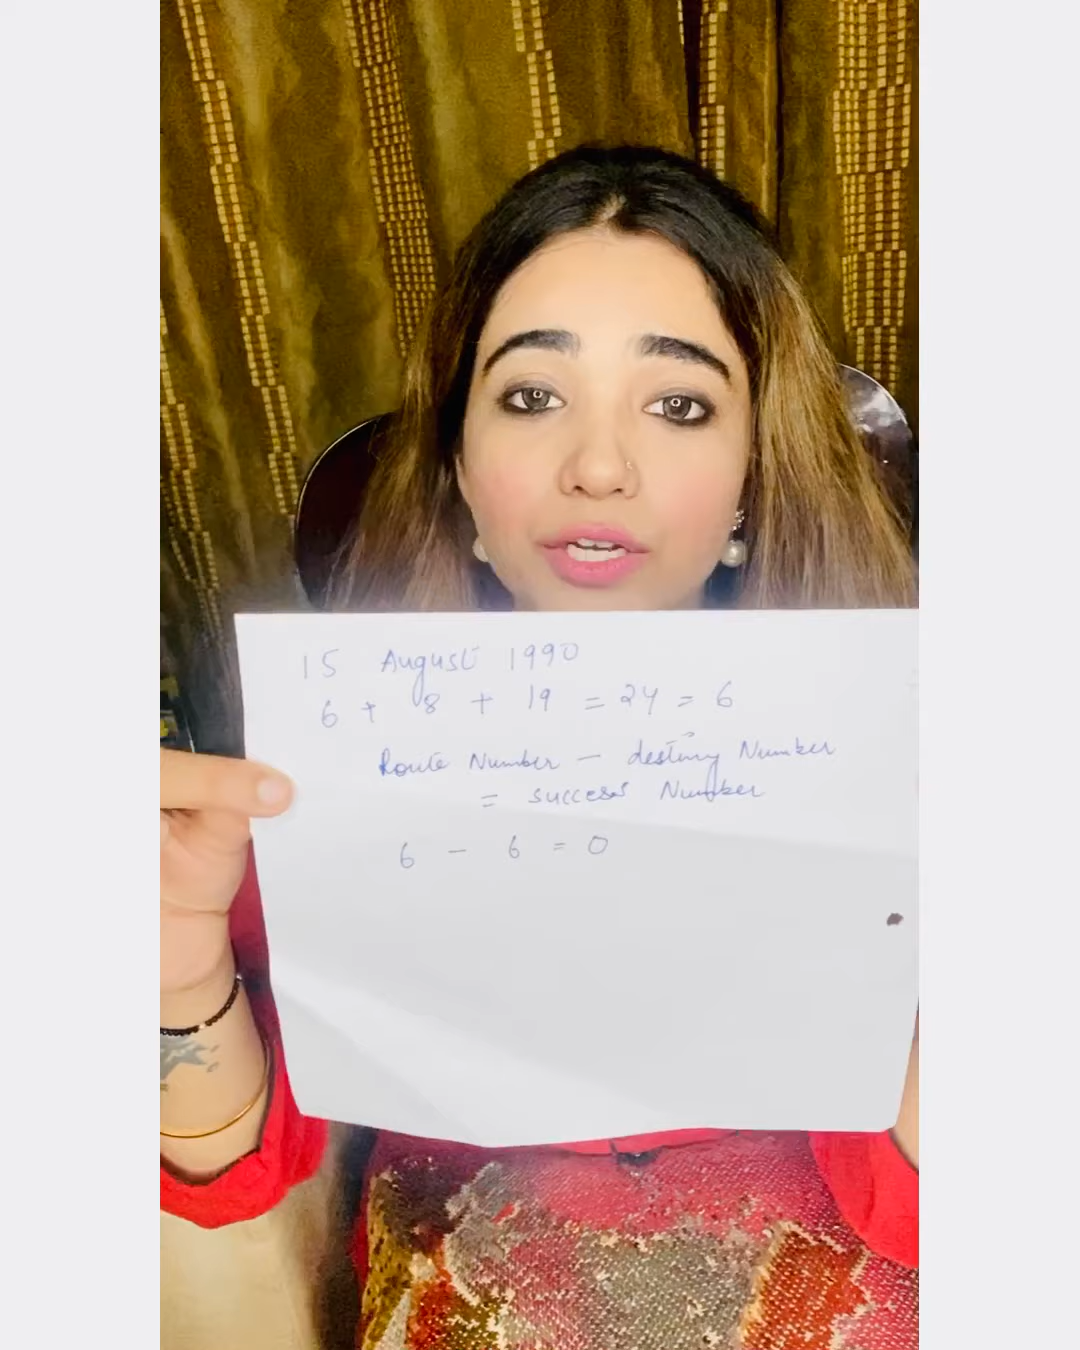 15 August 1990
6 + 8 + 19 = 24 = 6
Route Number – destiny Number
= success Number
6 – 6 = 0